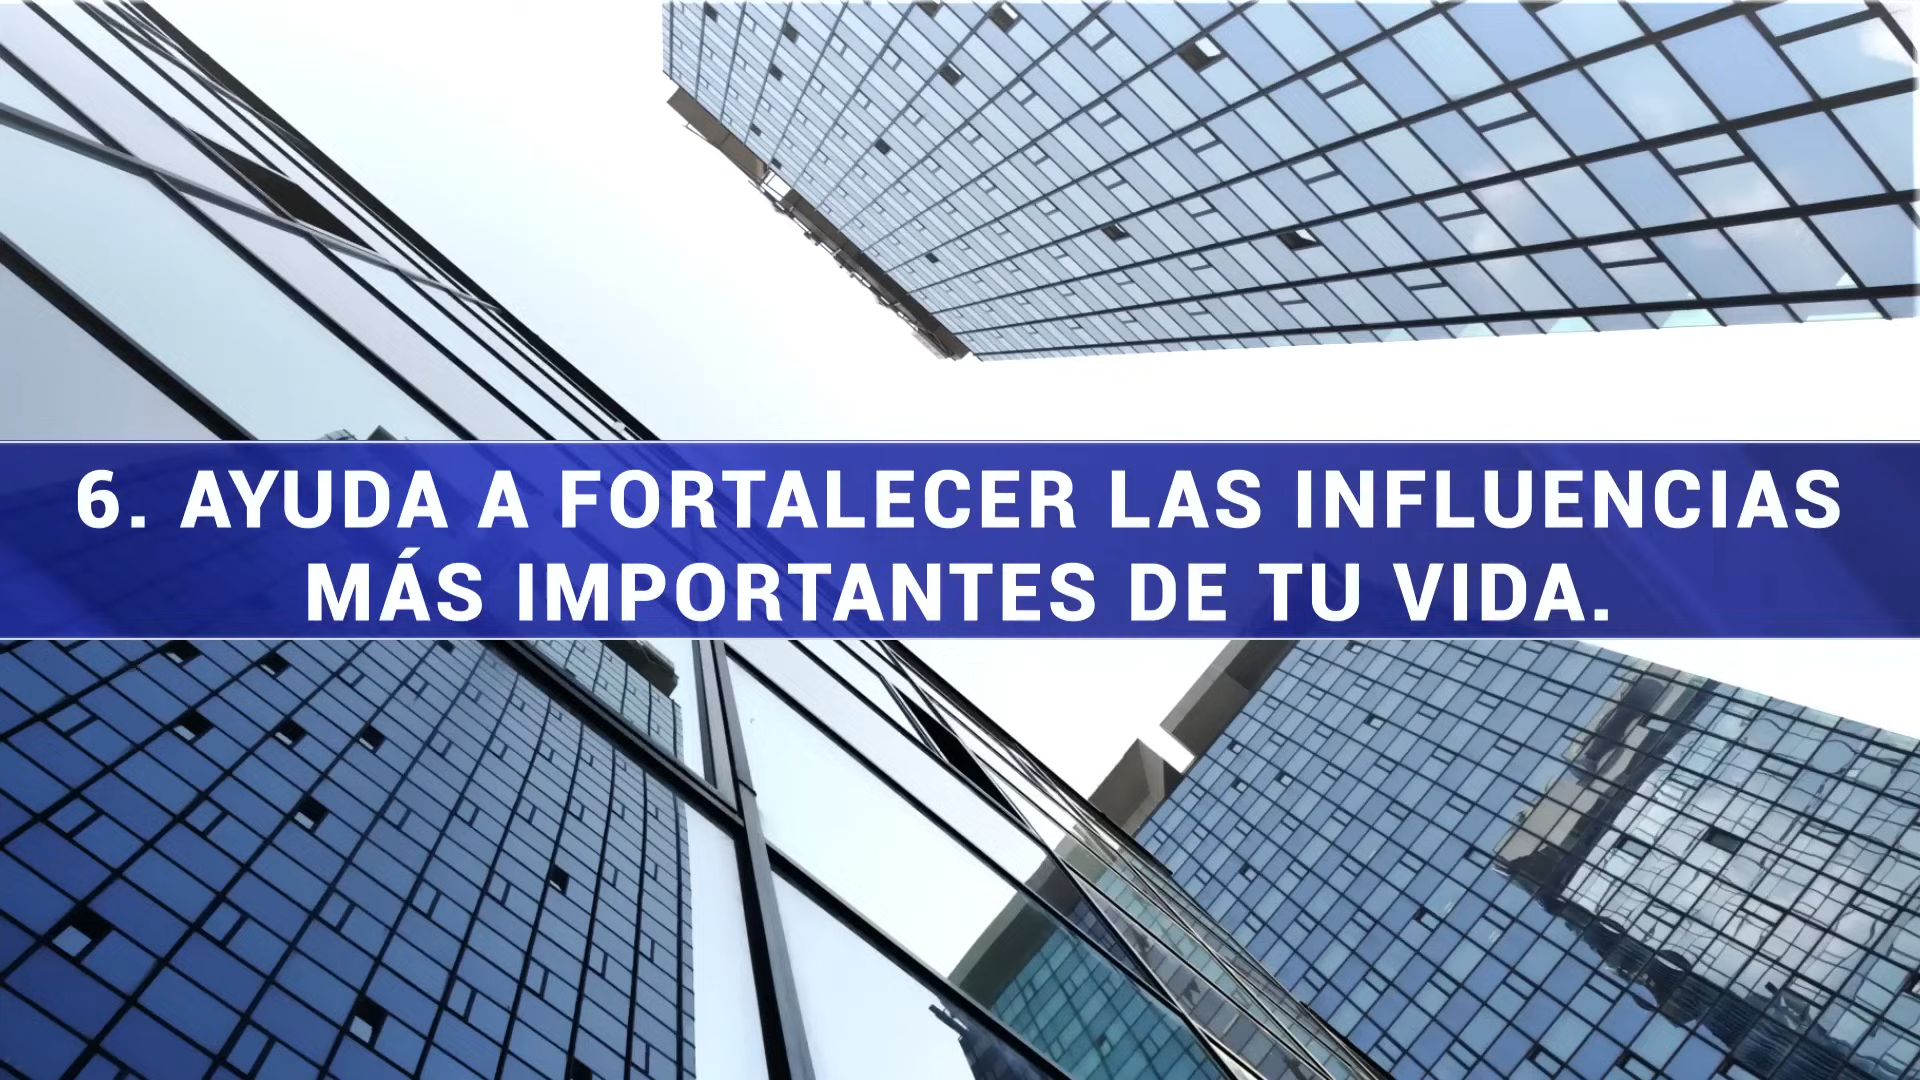 6. AYUDA A FORTALECER LAS INFLUENCIAS
MÁS IMPORTANTES DE TU VIDA.